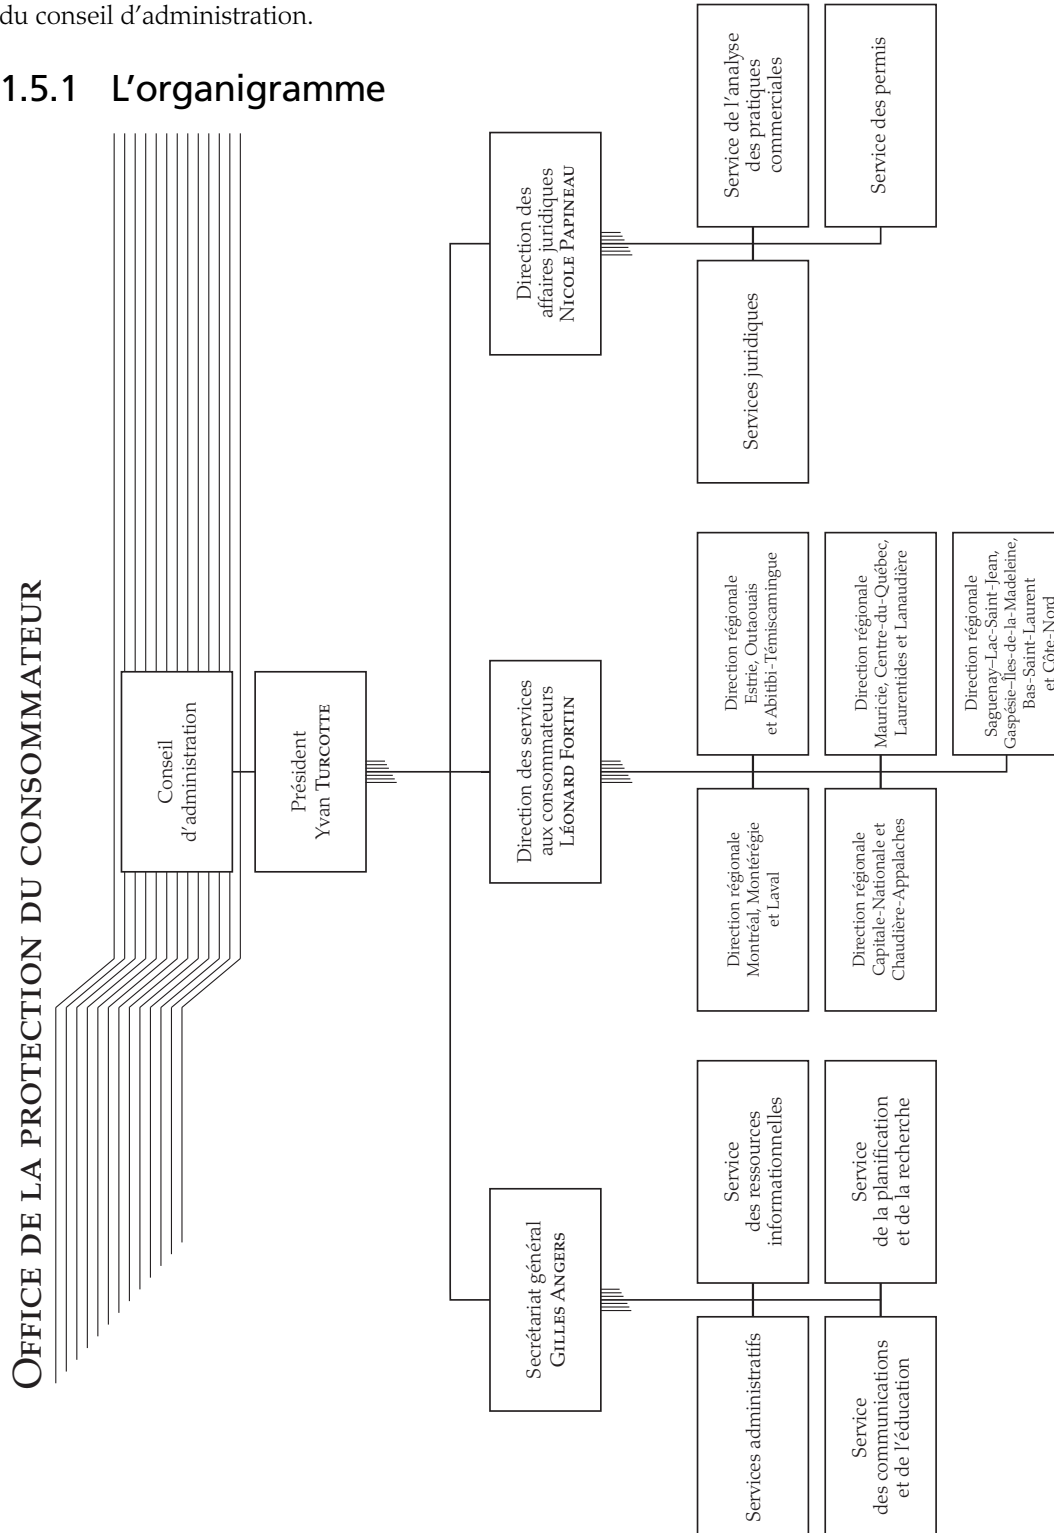 du conseil d’administration.
1.5.1 L’organigramme
OFFICE DE LA PROTECTION DU CONSOMMATEUR
Conseil
d’administration
Président
Yvan TURCOTTE
Secrétariat général
GILLES ANGERS
Direction des services
aux consommateurs
LÉONARD FORTIN
Direction des
affaires juridiques
NICOLE PAPINEAU
Services administratifs
Service
des ressources
informationnelles
Service
des communications
et de l’éducation
Service
de la planification
et de la recherche
Direction régionale
Montréal, Montérégie
et Laval
Direction régionale
Estrie, Outaouais
et Abitibi-Témiscamingue
Direction régionale
Capitale-Nationale et
Chaudière-Appalaches
Direction régionale
Mauricie, Centre-du-Québec,
Laurentides et Lanaudière
Direction régionale
Saguenay–Lac-Saint-Jean,
Gaspésie–Îles-de-la-Madeleine,
Bas-Saint-Laurent
et Côte-Nord
Services juridiques
Service de l’analyse
des pratiques
commerciales
Service des permis